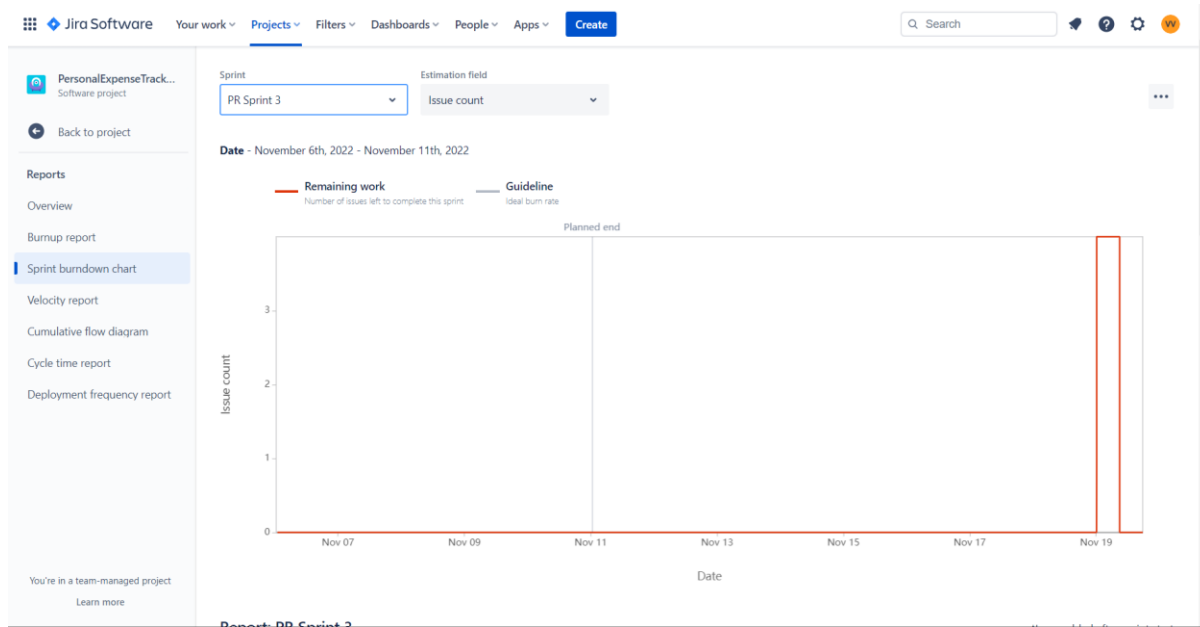 Jira Software
Your work
Projects
Filters
Dashboards
People
Apps
Create
Search
VV
PersonalExpenseTrack...
Software project
Back to project
Reports
Overview
Burnup report
Sprint burndown chart
Velocity report
Cumulative flow diagram
Cycle time report
Deployment frequency report
You're in a team-managed project
Learn more
Sprint
Estimation field
PR Sprint 3
Issue count
Date - November 6th, 2022 - November 11th, 2022
Remaining work
Number of issues left to complete this sprint
Guideline
Ideal burn rate
Planned end
3
2
1
0
Issue count
Nov 07
Nov 09
Nov 11
Nov 13
Nov 15
Nov 17
Nov 19
Date
Report: PR Sprint 3